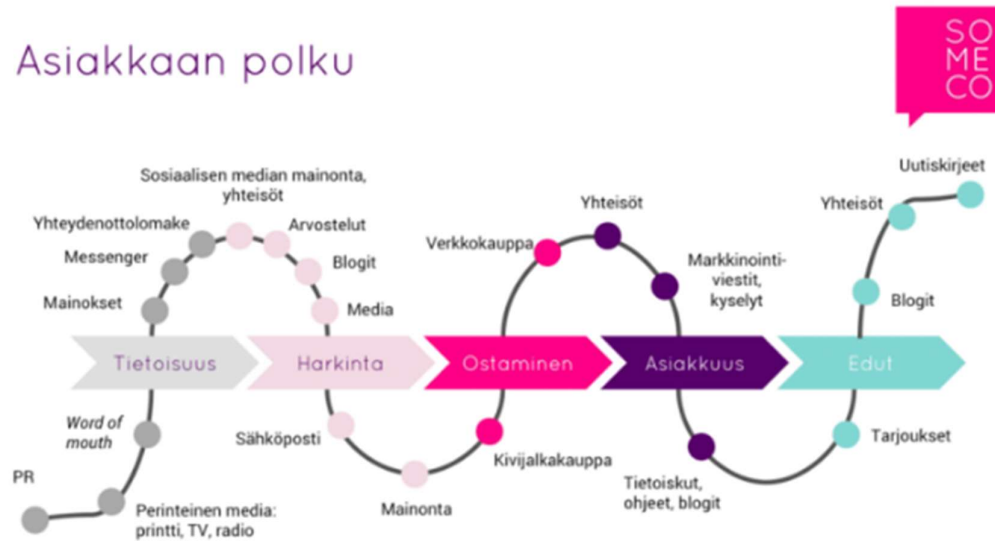 Asiakkaan polku
SO
ME
CO
Sosiaalisen median mainonta,
yhteisöt
Yhteydenottolomake
Arvostelut
Messenger
Blogit
Mainokset
Media
Verkkokauppa
Yhteisöt
Markkinointi-
viestit,
kyselyt
Uutiskirjeet
Yhteisöt
Blogit
Tietoisuus
Harkinta
Ostaminen
Asiakkuus
Edut
Word of
mouth
PR
Perinteinen media:
printti, TV, radio
Sähköposti
Mainonta
Kivijalkakauppa
Tietoiskut,
ohjeet, blogit
Tarjoukset